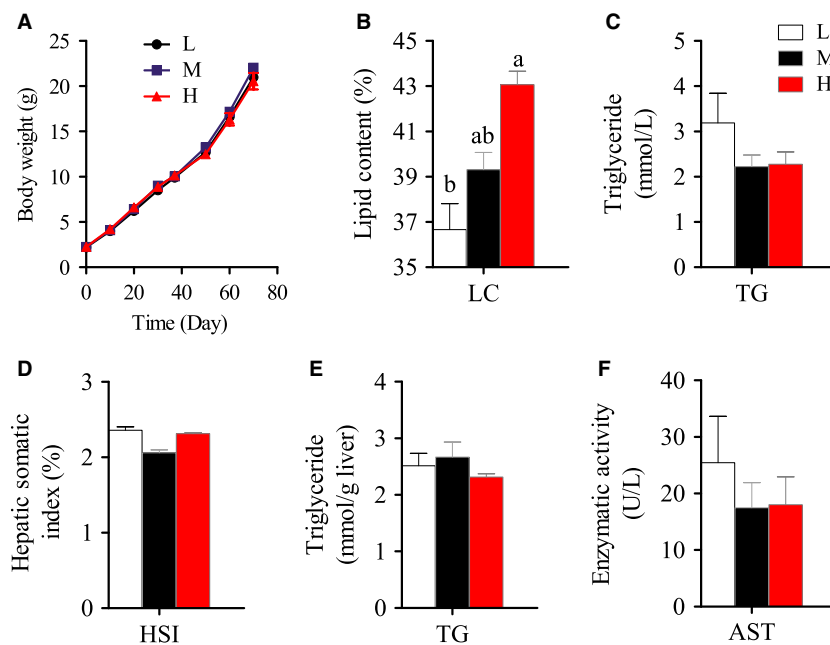 A
Body weight (g)
25
20
15
10
5
0
L
M
H
0 20 40 60 80
Time (Day)
B
Lipid content (%)
45
43
41
39
37
35
b
ab
a
LC
C
Triglyceride
(mmol/L)
5
4
3
2
1
0
L
M
H
TG
D
Hepatic somatic
index (%)
3
2
1
0
HSI
E
Triglyceride
(mmol/g liver)
4
3
2
1
0
TG
F
Enzymatic activity
(U/L)
40
30
20
10
0
AST